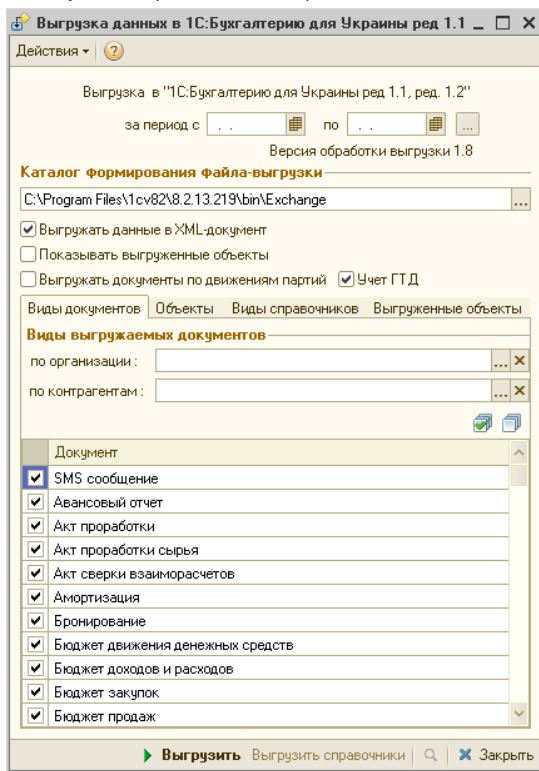 Выгрузка данных в 1С:Бухгалтерию для Украины ред 1.1
Действия
Выгрузка в "1С:Бухгалтерию для Украины ред 1.1, ред. 1.2"
за период с . . по . . ...
Версия обработки выгрузки 1.8
Каталог формирования файла-выгрузки
C:\Program Files\1cv82\8.2.13.219\bin\Exchange ...
Выгружать данные в XML-документ
Показывать выгруженные объекты
Выгружать документы по движениям партий Учет ГТД
Виды документов Объекты Виды справочников Выгруженные объекты
Виды выгружаемых документов
по организации : ...
по контрагентам : ...
Документ
SMS сообщение
Авансовый отчет
Акт проработки
Акт проработки сырья
Акт сверки взаиморасчетов
Амортизация
Бронирование
Бюджет движения денежных средств
Бюджет доходов и расходов
Бюджет закупок
Бюджет продаж
Выгрузить Выгрузить справочники Закрыть